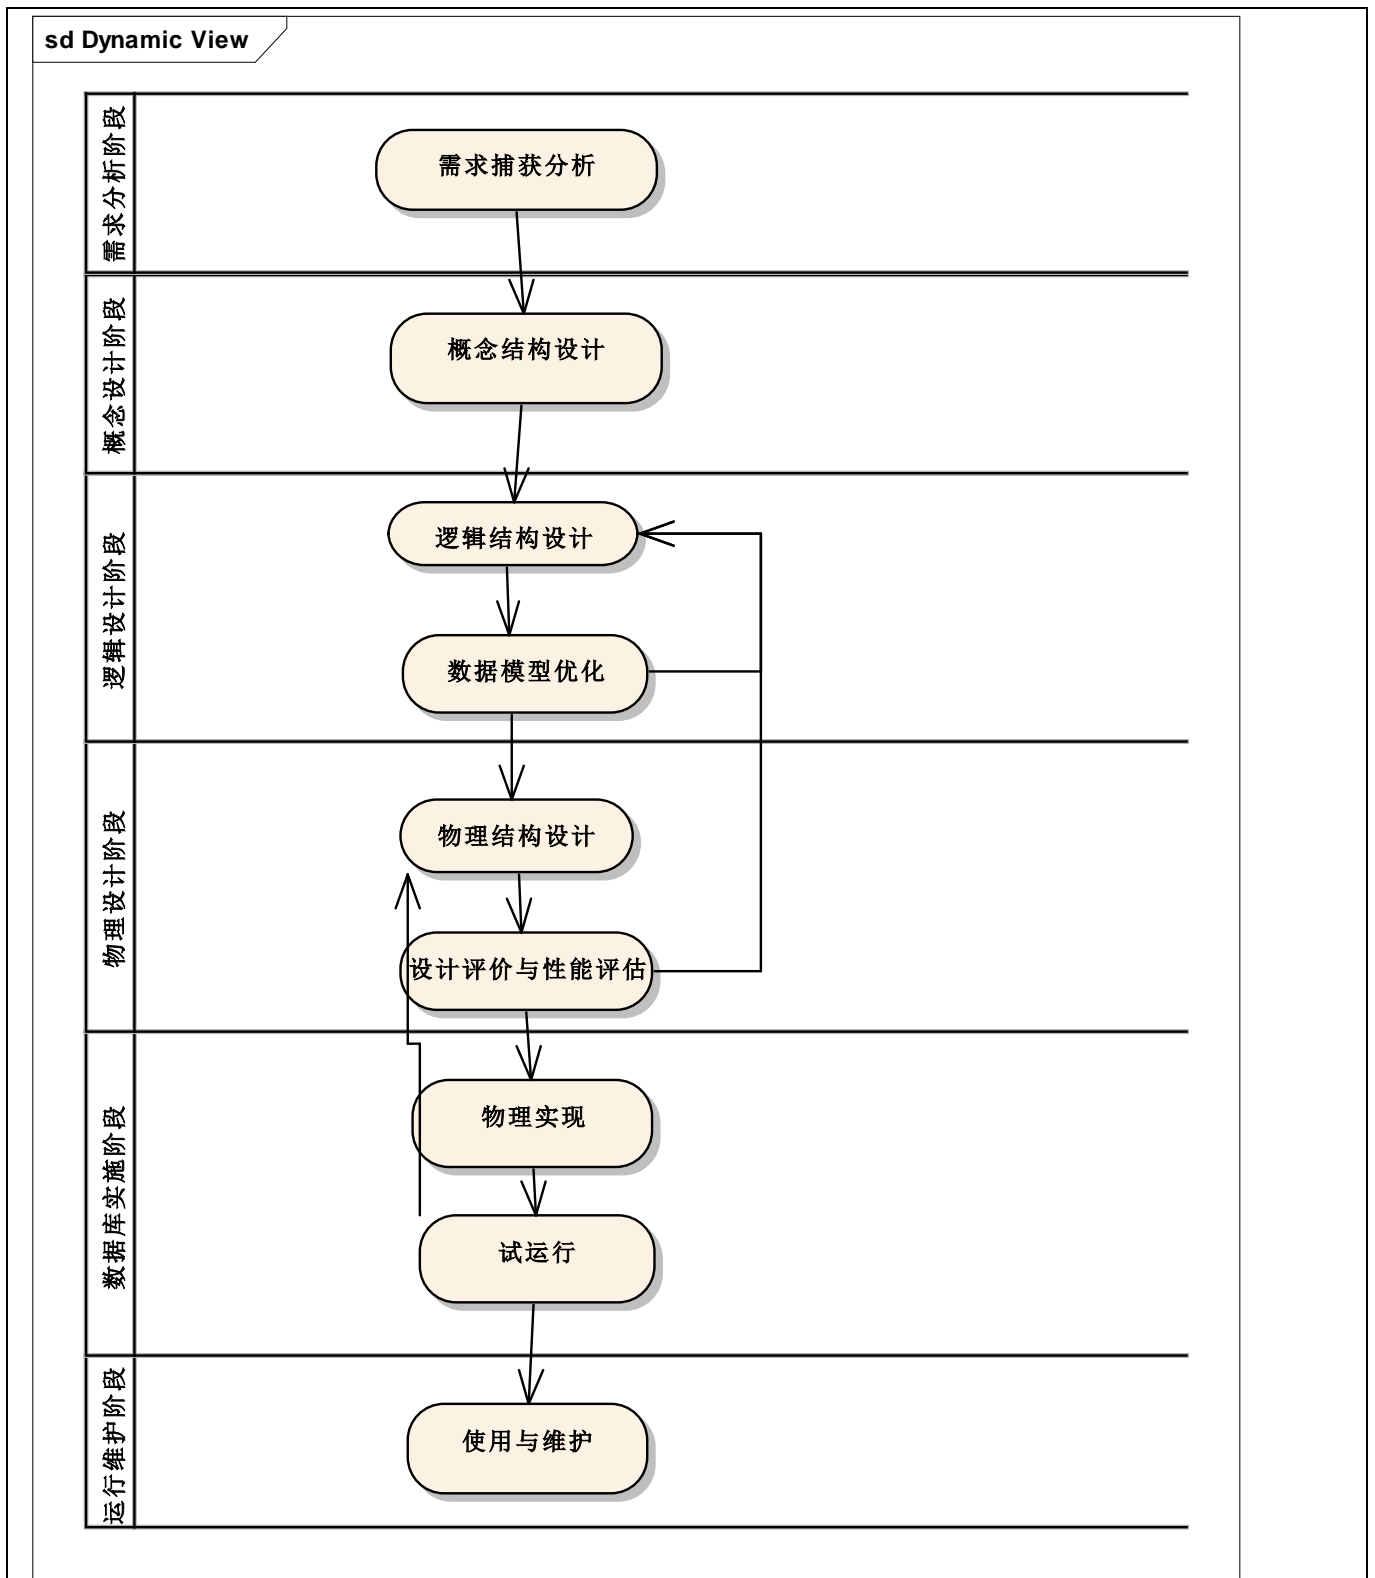 sd Dynamic View
需求分析阶段
需求捕获分析
概念设计阶段
概念结构设计
逻辑设计阶段
逻辑结构设计
数据模型优化
物理设计阶段
物理结构设计
设计评价与性能评估
数据库实施阶段
物理实现
试运行
运行维护阶段
使用与维护